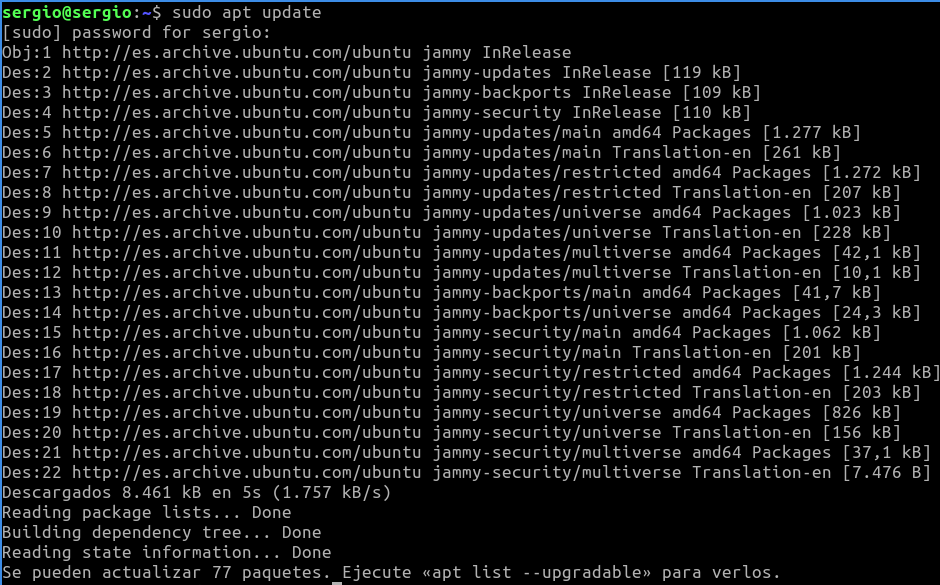 sergio@sergio:~$ sudo apt update
[sudo] password for sergio:
Obj:1 http://es.archive.ubuntu.com/ubuntu jammy InRelease
Des:2 http://es.archive.ubuntu.com/ubuntu jammy-updates InRelease [119 kB]
Des:3 http://es.archive.ubuntu.com/ubuntu jammy-backports InRelease [109 kB]
Des:4 http://es.archive.ubuntu.com/ubuntu jammy-security InRelease [110 kB]
Des:5 http://es.archive.ubuntu.com/ubuntu jammy-updates/main amd64 Packages [1.277 kB]
Des:6 http://es.archive.ubuntu.com/ubuntu jammy-updates/main Translation-en [261 kB]
Des:7 http://es.archive.ubuntu.com/ubuntu jammy-updates/restricted amd64 Packages [1.272 kB]
Des:8 http://es.archive.ubuntu.com/ubuntu jammy-updates/restricted Translation-en [207 kB]
Des:9 http://es.archive.ubuntu.com/ubuntu jammy-updates/universe amd64 Packages [1.023 kB]
Des:10 http://es.archive.ubuntu.com/ubuntu jammy-updates/universe Translation-en [228 kB]
Des:11 http://es.archive.ubuntu.com/ubuntu jammy-updates/multiverse amd64 Packages [42,1 kB]
Des:12 http://es.archive.ubuntu.com/ubuntu jammy-updates/multiverse Translation-en [10,1 kB]
Des:13 http://es.archive.ubuntu.com/ubuntu jammy-backports/main amd64 Packages [41,7 kB]
Des:14 http://es.archive.ubuntu.com/ubuntu jammy-backports/universe amd64 Packages [24,3 kB]
Des:15 http://es.archive.ubuntu.com/ubuntu jammy-security/main amd64 Packages [1.062 kB]
Des:16 http://es.archive.ubuntu.com/ubuntu jammy-security/main Translation-en [201 kB]
Des:17 http://es.archive.ubuntu.com/ubuntu jammy-security/restricted amd64 Packages [1.244 kB]
Des:18 http://es.archive.ubuntu.com/ubuntu jammy-security/restricted Translation-en [203 kB]
Des:19 http://es.archive.ubuntu.com/ubuntu jammy-security/universe amd64 Packages [826 kB]
Des:20 http://es.archive.ubuntu.com/ubuntu jammy-security/universe Translation-en [156 kB]
Des:21 http://es.archive.ubuntu.com/ubuntu jammy-security/multiverse amd64 Packages [37,1 kB]
Des:22 http://es.archive.ubuntu.com/ubuntu jammy-security/multiverse Translation-en [7.476 B]
Descargados 8.461 kB en 5s (1.757 kB/s)
Reading package lists... Done
Building dependency tree... Done
Reading state information... Done
Se pueden actualizar 77 paquetes. Ejecute «apt list --upgradable» para verlos.